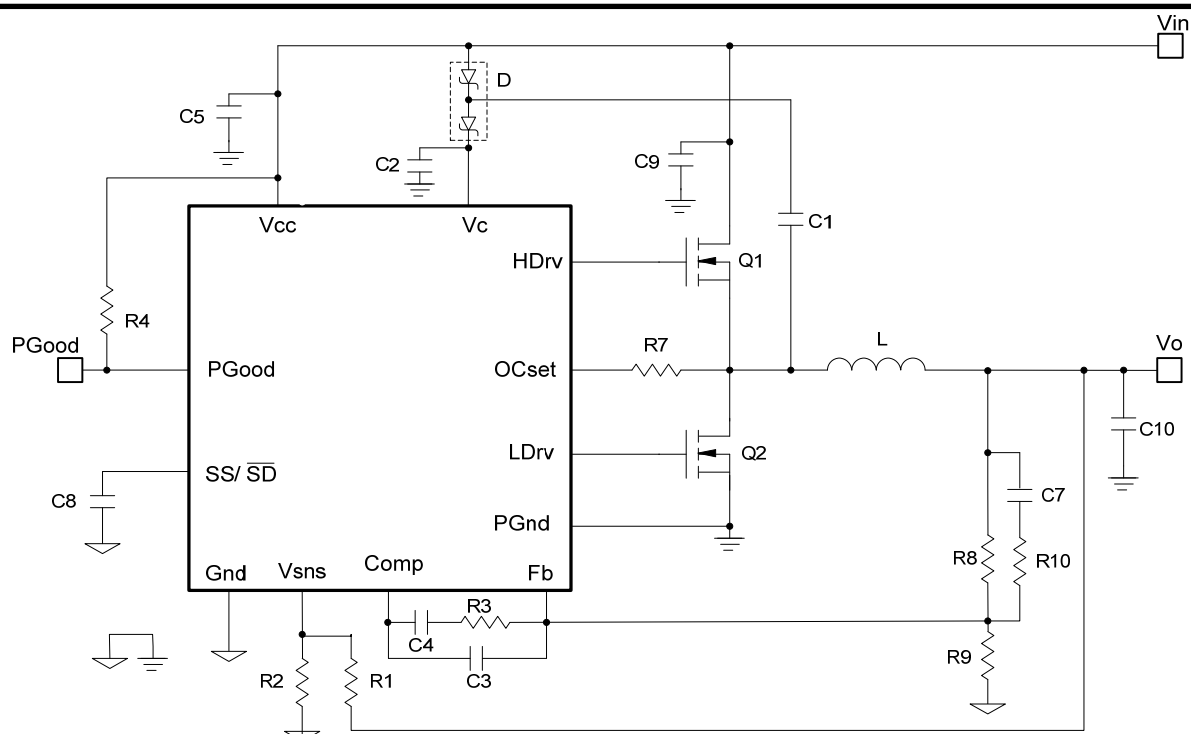 Vin
D
C5
C2
C9
Vcc
Vc
C1
HDrv
Q1
R4
PGood
PGood
OCset
R7
L
Vo
C10
LDrv
Q2
SS/ SD
C8
C7
PGnd
R8
R10
Gnd
Vsns
Comp
Fb
R3
C4
R9
R2
R1
C3